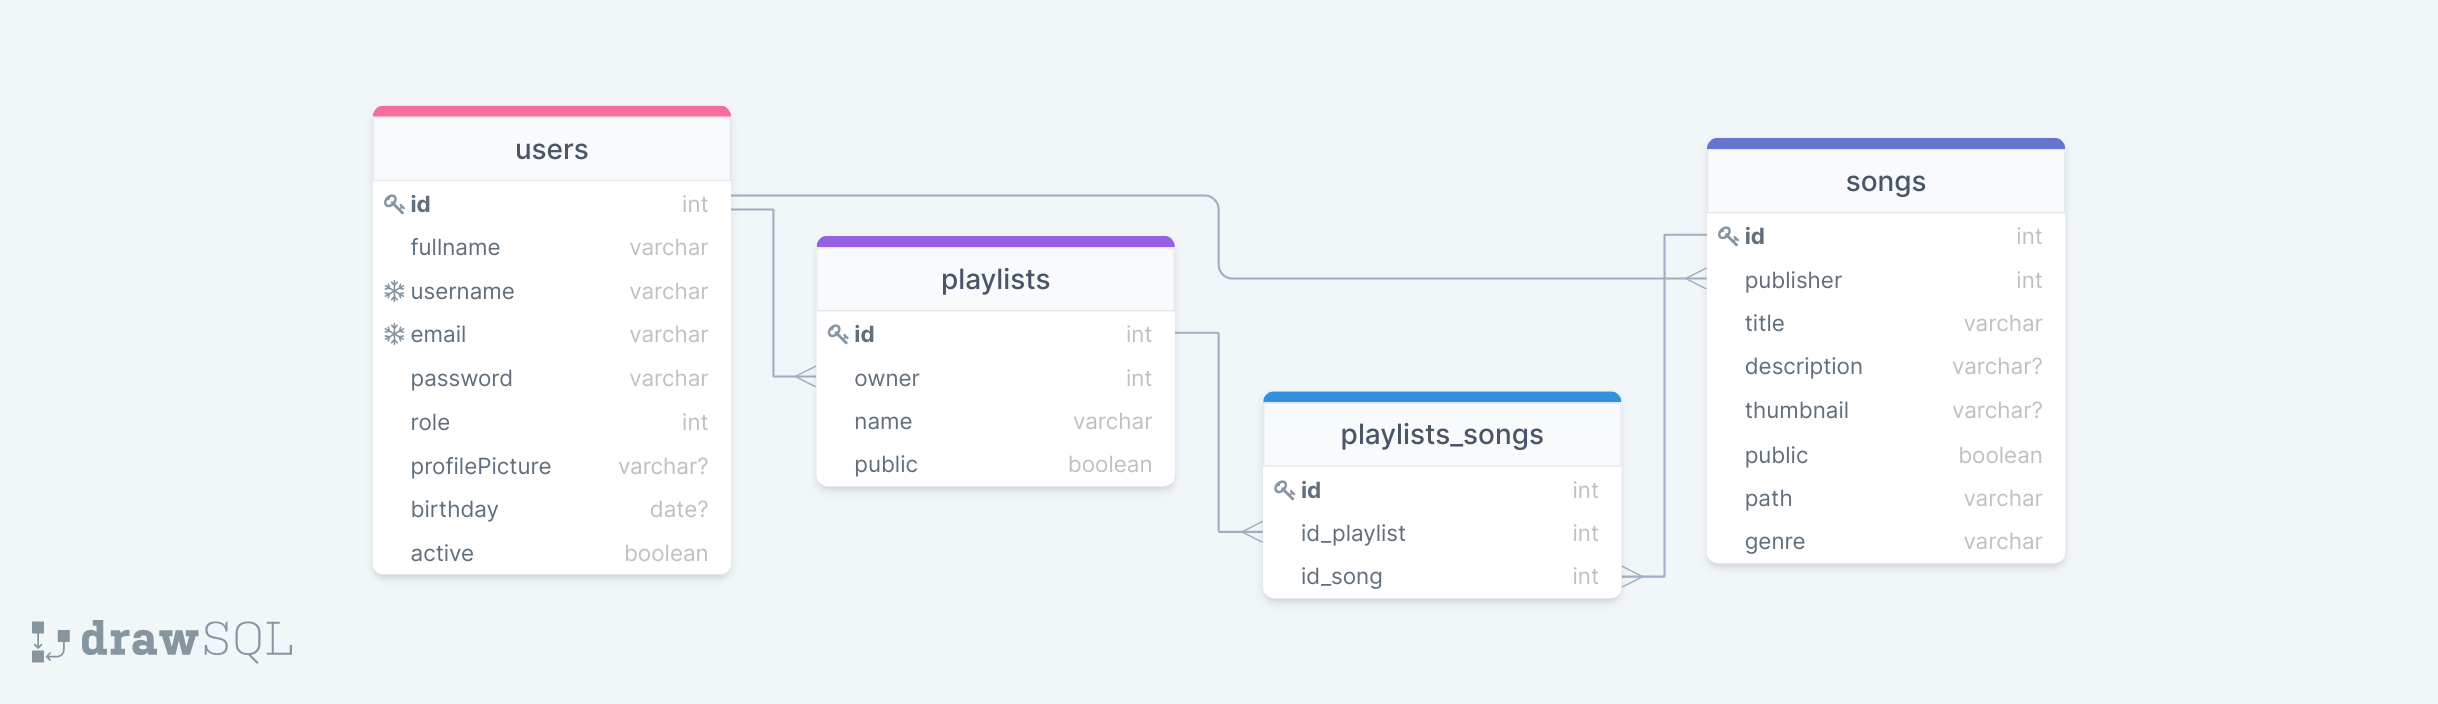 users
id int
fullname varchar
username varchar
email varchar
password varchar
role int
profilePicture varchar?
birthday date?
active boolean
playlists
id int
owner int
name varchar
public boolean
playlists_songs
id int
id_playlist int
id_song int
songs
id int
publisher int
title varchar
description varchar?
thumbnail varchar?
public boolean
path varchar
genre varchar
drawSQL